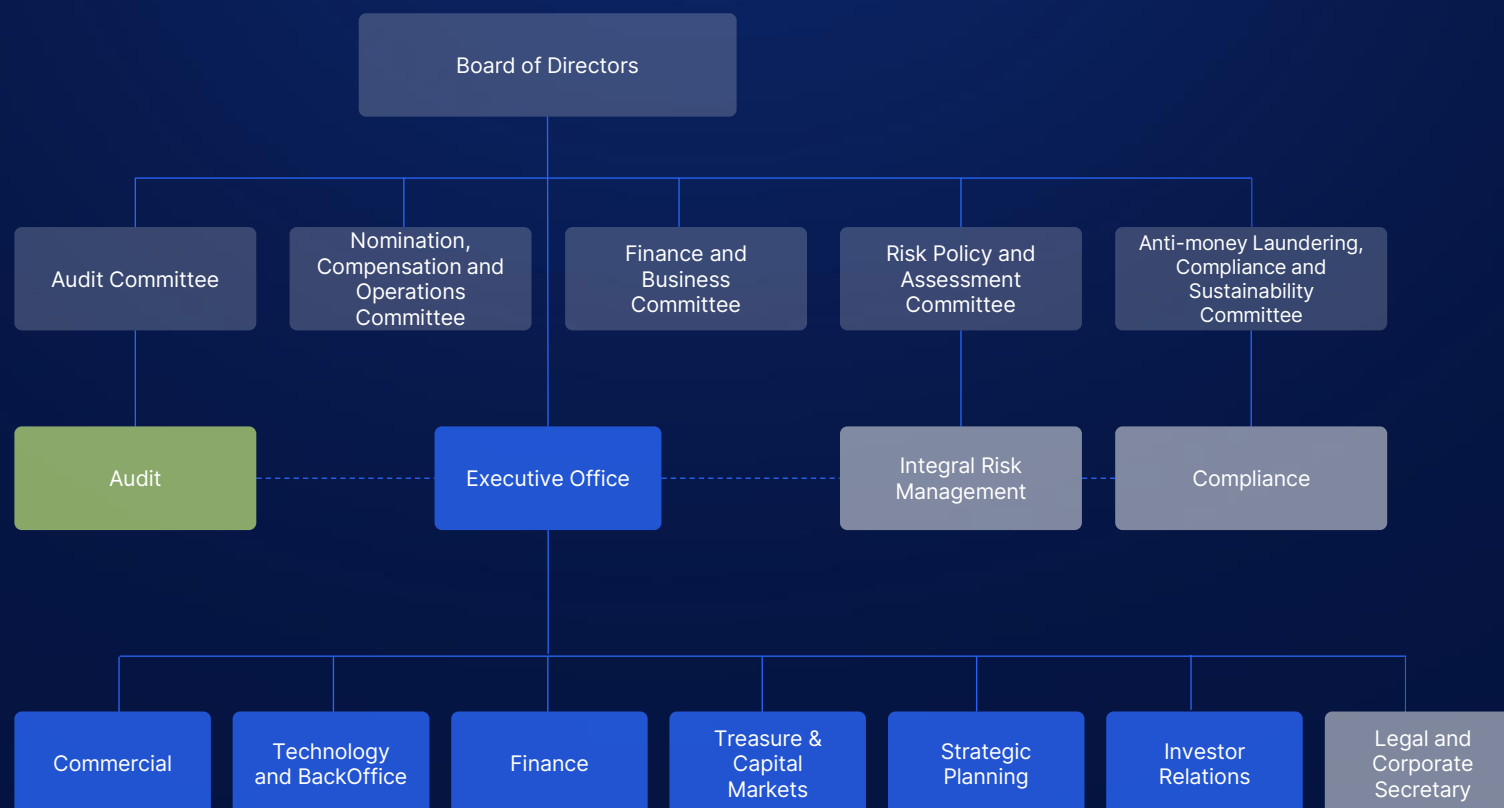 Board of Directors
Audit Committee
Nomination,
Compensation and
Operations
Committee
Finance and
Business
Committee
Risk Policy and
Assessment
Committee
Anti-money Laundering,
Compliance and
Sustainability
Committee
Audit
Executive Office
Integral Risk
Management
Compliance
Commercial
Technology
and BackOffice
Finance
Treasure &
Capital
Markets
Strategic
Planning
Investor
Relations
Legal and
Corporate
Secretary